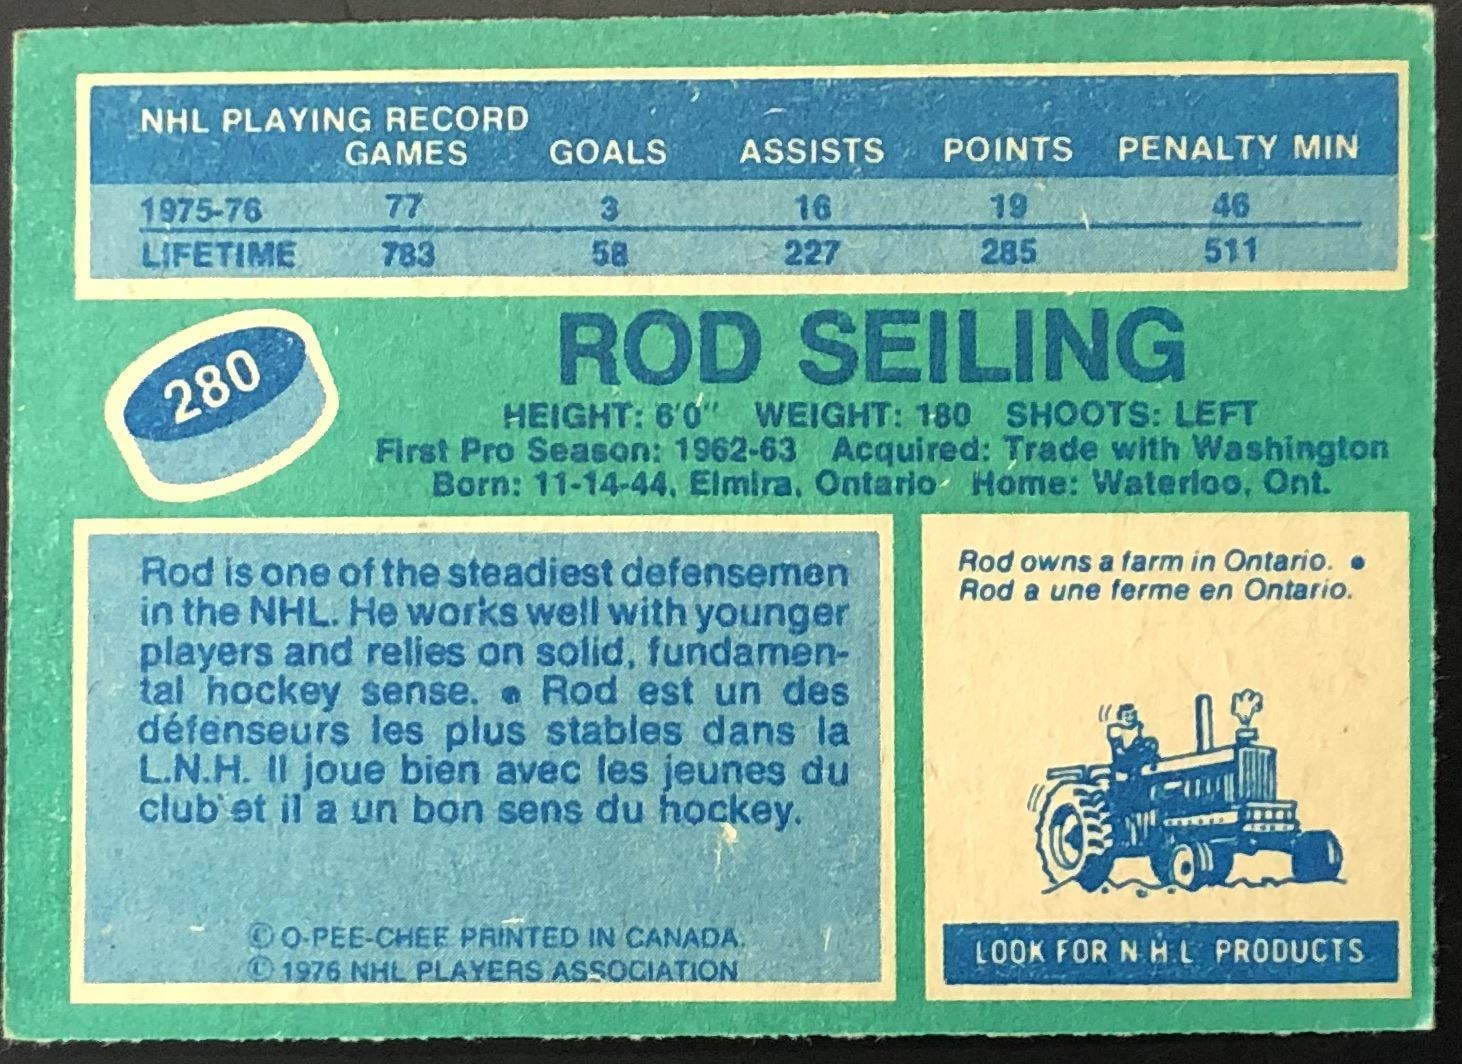 NHL PLAYING RECORD
GAMES GOALS ASSISTS POINTS PENALTY MIN
1975-76 77 3 16 19 46
LIFETIME 783 58 227 285 511
280
ROD SEILING
HEIGHT: 6'0" WEIGHT: 180 SHOOTS: LEFT
First Pro Season: 1962-63 Acquired: Trade with Washington
Born: 11-14-44, Elmira, Ontario Home: Waterloo, Ont.
Rod is one of the steadiest defensemen
in the NHL. He works well with younger
players and relies on solid, fundamen-
tal hockey sense. • Rod est un des
défenseurs les plus stables dans la
L.N.H. Il joue bien avec les jeunes du
club et il a un bon sens du hockey.
© O-PEE-CHEE PRINTED IN CANADA.
© 1976 NHL PLAYERS ASSOCIATION
Rod owns a farm in Ontario. •
Rod a une ferme en Ontario.
LOOK FOR N H L PRODUCTS